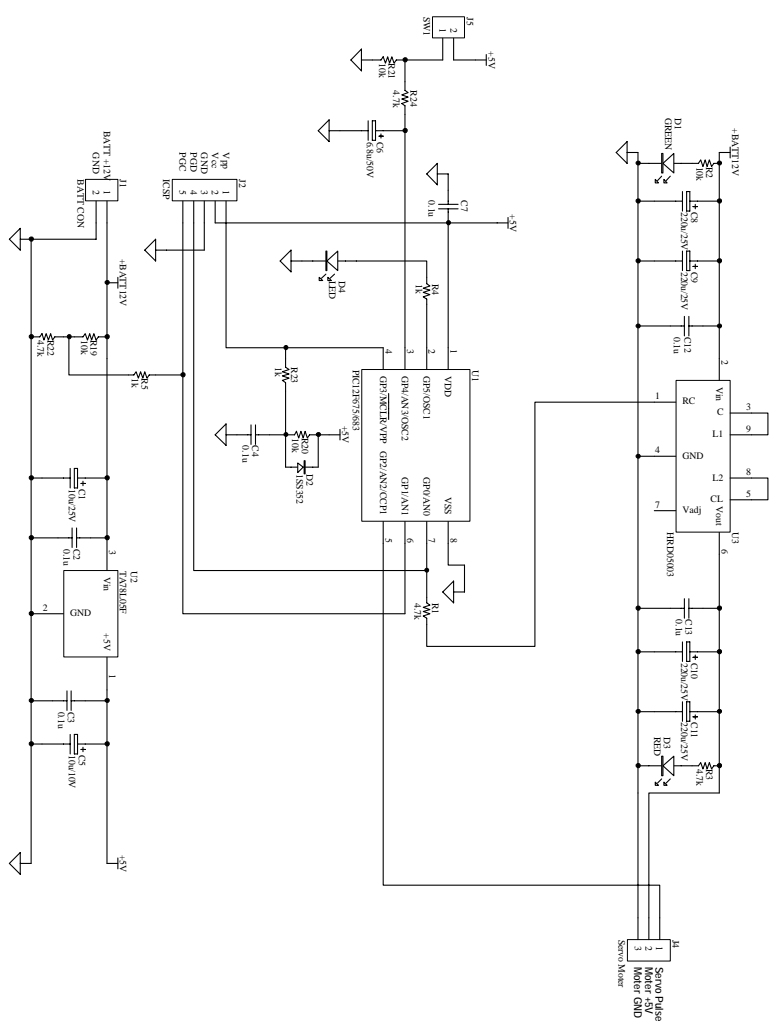 J5
2
1
SW1
+5V
R21
10k
R24
4.7k
C6
6.8u/50V
D1
GREEN
+BATT12V
R2
10k
C8
220u/25V
C9
220u/25V
C12
0.1u
2
Vin
1
RC
C
3
L1
9
4
GND
L2
8
CL
5
7
Vadj
Vout
6
U3
HRD05003
C13
0.1u
C10
220u/25V
C11
220u/25V
D3
RED
R3
4.7k
J4
1
2
3
Servo Moter
Servo Pulse
Moter +5V
Moter GND
J2
Vpp
Vcc
GND
PGD
PGC
1
2
3
4
5
ICSP
C7
0.1u
+5V
D4
LED
R4
1k
R23
1k
+5V
R20
10k
D2
1SS352
C4
0.1u
U1
PIC12F675/683
1
VDD
2
GP5/OSC1
3
GP4/AN3/OSC2
4
GP3/MCLR/VPP
VSS
8
GP0/AN0
7
GP1/AN1
6
GP2/AN2/CCP1
5
R1
4.7k
BATT +12V
GND
J1
1
2
BATT CON
+BATT12V
R22
4.7k
R19
10k
R5
1k
C1
10u/25V
C2
0.1u
3
Vin
2
GND
+5V
1
U2
TA78L05F
C3
0.1u
C5
10u/10V
+5V